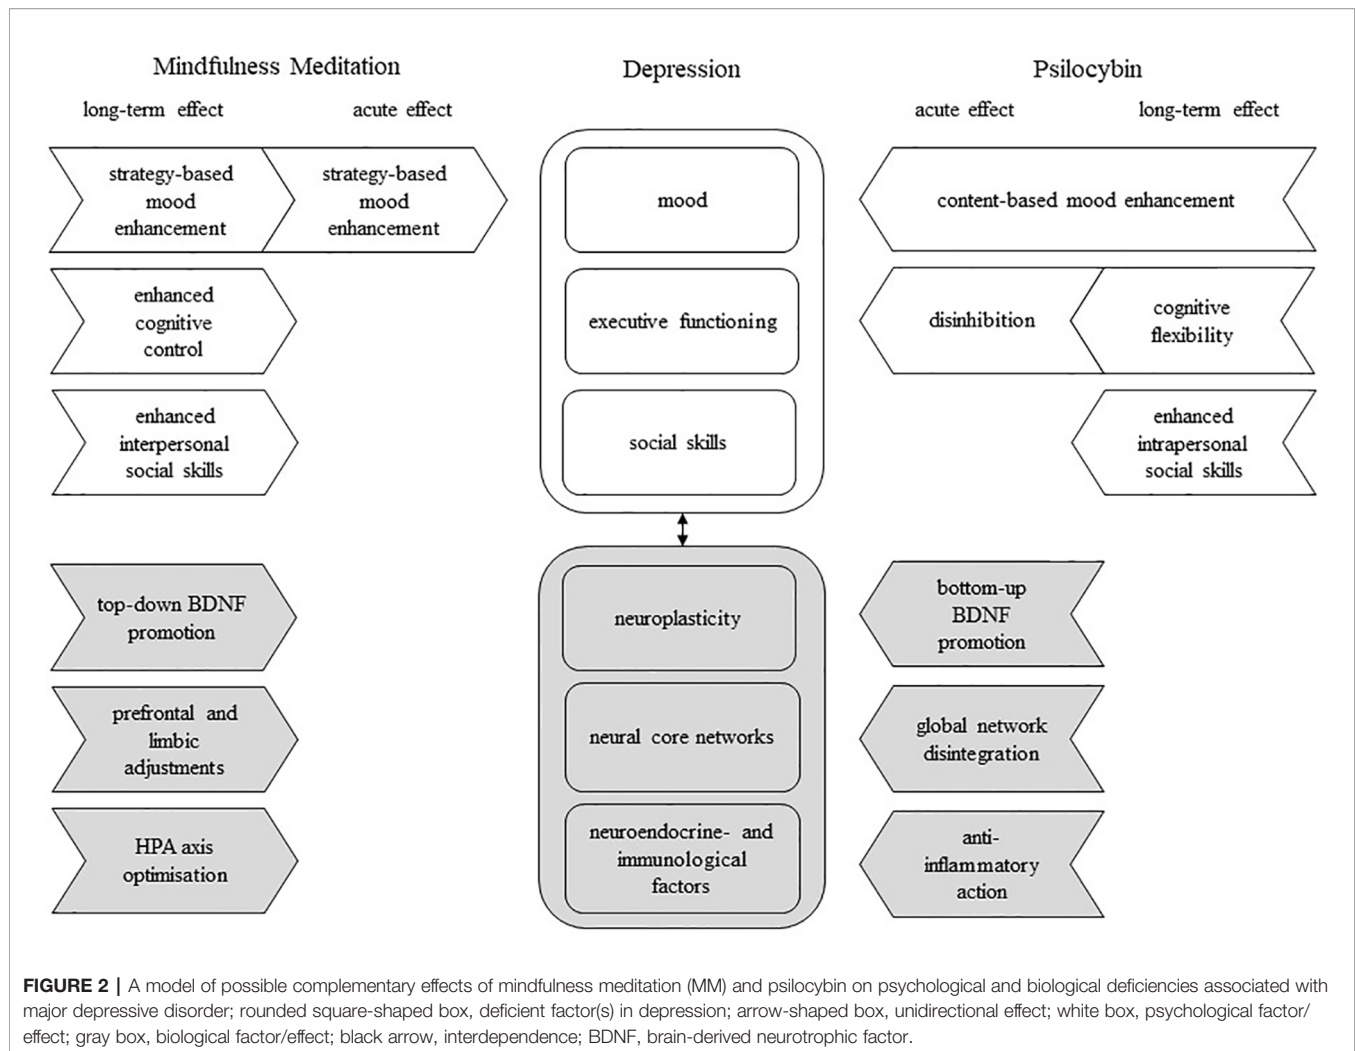 Mindfulness Meditation
Depression
Psilocybin
long-term effect
acute effect
acute effect
long-term effect
strategy-based
mood
enhancement
strategy-based
mood
enhancement
mood
content-based mood enhancement
enhanced
cognitive
control
executive functioning
disinhibition
cognitive
flexibility
enhanced
interpersonal
social skills
social skills
enhanced
intrapersonal
social skills
top-down BDNF
promotion
neuroplasticity
bottom-up
BDNF
promotion
prefrontal and
limbic
adjustments
neural core networks
global network
disintegration
HPA axis
optimisation
neuroendocrine- and
immunological
factors
anti-
inflammatory
action
FIGURE 2 | A model of possible complementary effects of mindfulness meditation (MM) and psilocybin on psychological and biological deficiencies associated with
major depressive disorder; rounded square-shaped box, deficient factor(s) in depression; arrow-shaped box, unidirectional effect; white box, psychological factor/
effect; gray box, biological factor/effect; black arrow, interdependence; BDNF, brain-derived neurotrophic factor.